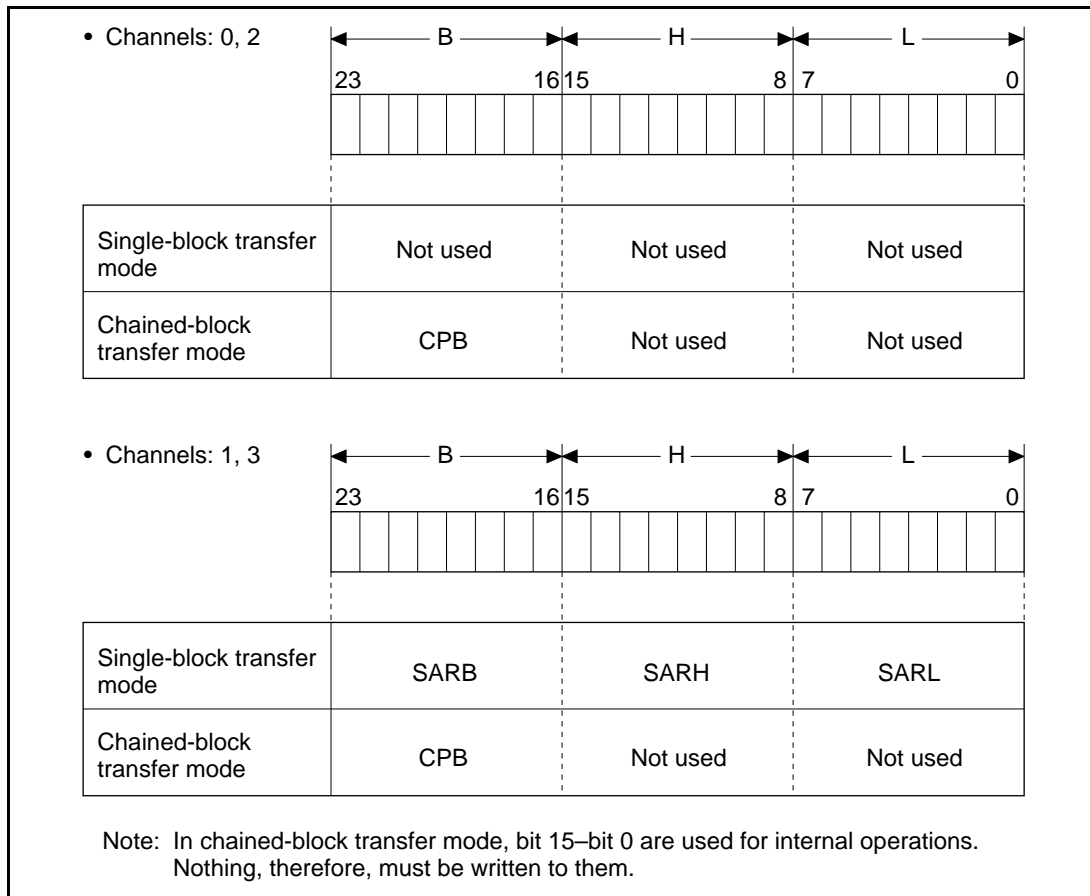 • Channels: 0, 2
B H L
23 16 15 8 7 0
Single-block transfer
mode
Not used Not used Not used
Chained-block
transfer mode
CPB Not used Not used
• Channels: 1, 3
B H L
23 16 15 8 7 0
Single-block transfer
mode
SARB SARH SARL
Chained-block
transfer mode
CPB Not used Not used
Note: In chained-block transfer mode, bit 15–bit 0 are used for internal operations.
Nothing, therefore, must be written to them.